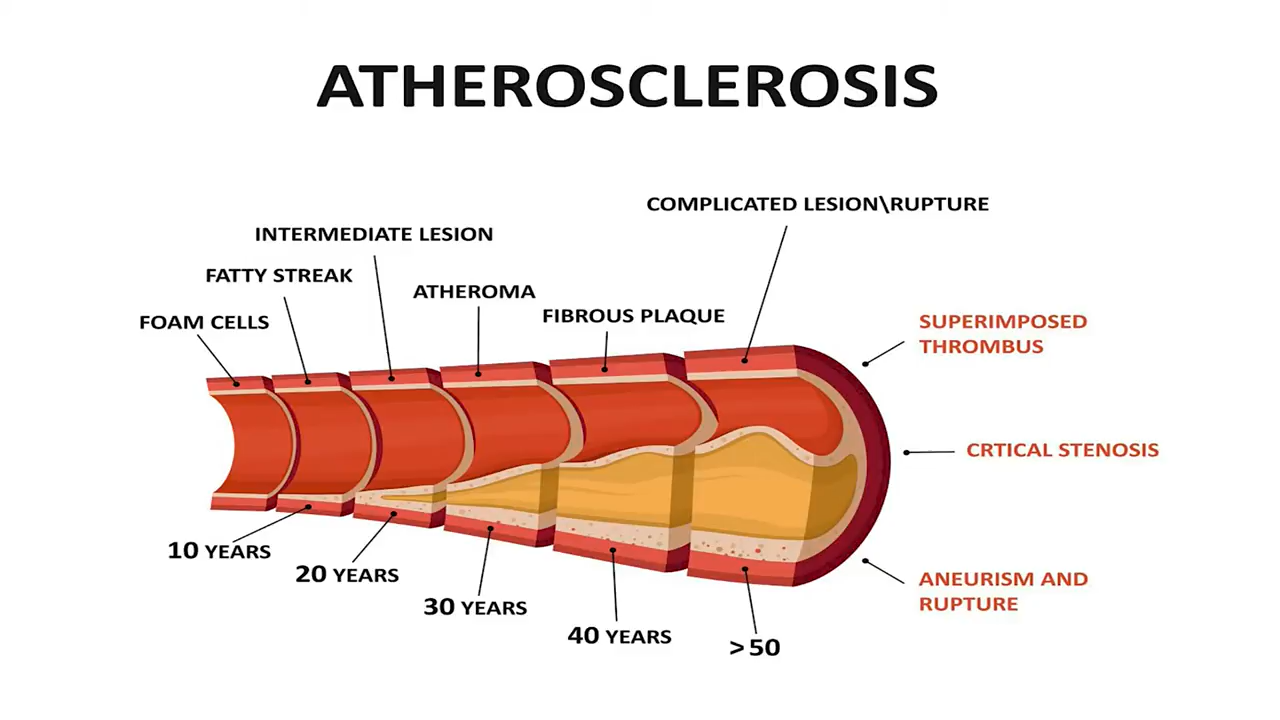 ATHEROSCLEROSIS
COMPLICATED LESION\RUPTURE
INTERMEDIATE LESION
FATTY STREAK
ATHEROMA
FOAM CELLS
FIBROUS PLAQUE
SUPERIMPOSED
THROMBUS
CRTICAL STENOSIS
ANEURISM AND
RUPTURE
10 YEARS
20 YEARS
30 YEARS
40 YEARS
>50